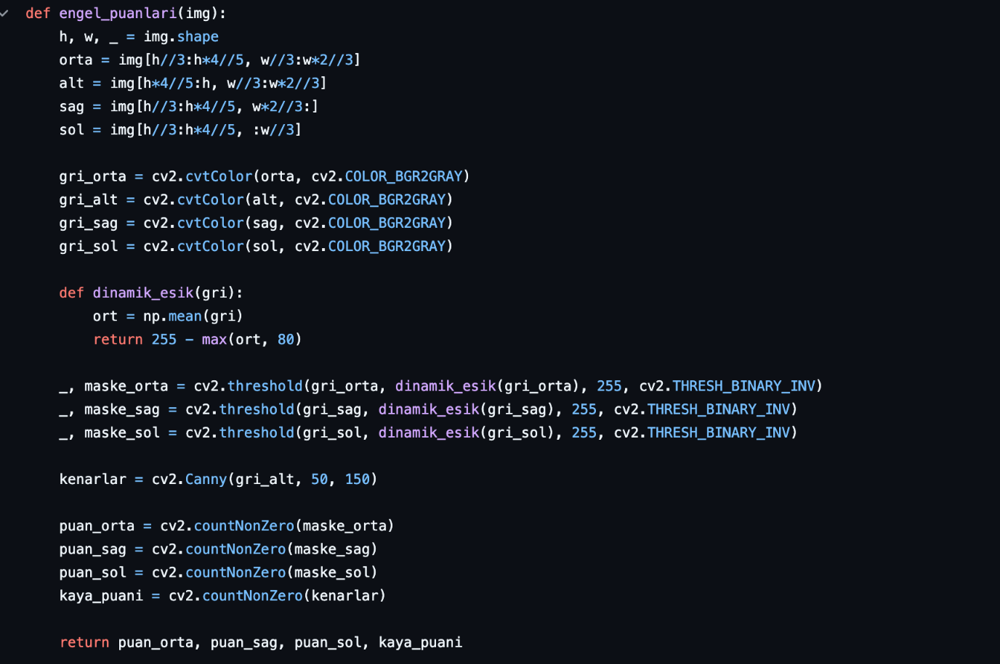 def engel_puanlari(img):
    h, w, _ = img.shape
    orta = img[h//3:h*4//5, w//3:w*2//3]
    alt = img[h*4//5:h, w//3:w*2//3]
    sag = img[h//3:h*4//5, w*2//3:]
    sol = img[h//3:h*4//5, :w//3]

    gri_orta = cv2.cvtColor(orta, cv2.COLOR_BGR2GRAY)
    gri_alt = cv2.cvtColor(alt, cv2.COLOR_BGR2GRAY)
    gri_sag = cv2.cvtColor(sag, cv2.COLOR_BGR2GRAY)
    gri_sol = cv2.cvtColor(sol, cv2.COLOR_BGR2GRAY)

    def dinamik_esik(gri):
        ort = np.mean(gri)
        return 255 - max(ort, 80)

    _, maske_orta = cv2.threshold(gri_orta, dinamik_esik(gri_orta), 255, cv2.THRESH_BINARY_INV)
    _, maske_sag = cv2.threshold(gri_sag, dinamik_esik(gri_sag), 255, cv2.THRESH_BINARY_INV)
    _, maske_sol = cv2.threshold(gri_sol, dinamik_esik(gri_sol), 255, cv2.THRESH_BINARY_INV)

    kenarlar = cv2.Canny(gri_alt, 50, 150)

    puan_orta = cv2.countNonZero(maske_orta)
    puan_sag = cv2.countNonZero(maske_sag)
    puan_sol = cv2.countNonZero(maske_sol)
    kaya_puani = cv2.countNonZero(kenarlar)

    return puan_orta, puan_sag, puan_sol, kaya_puani